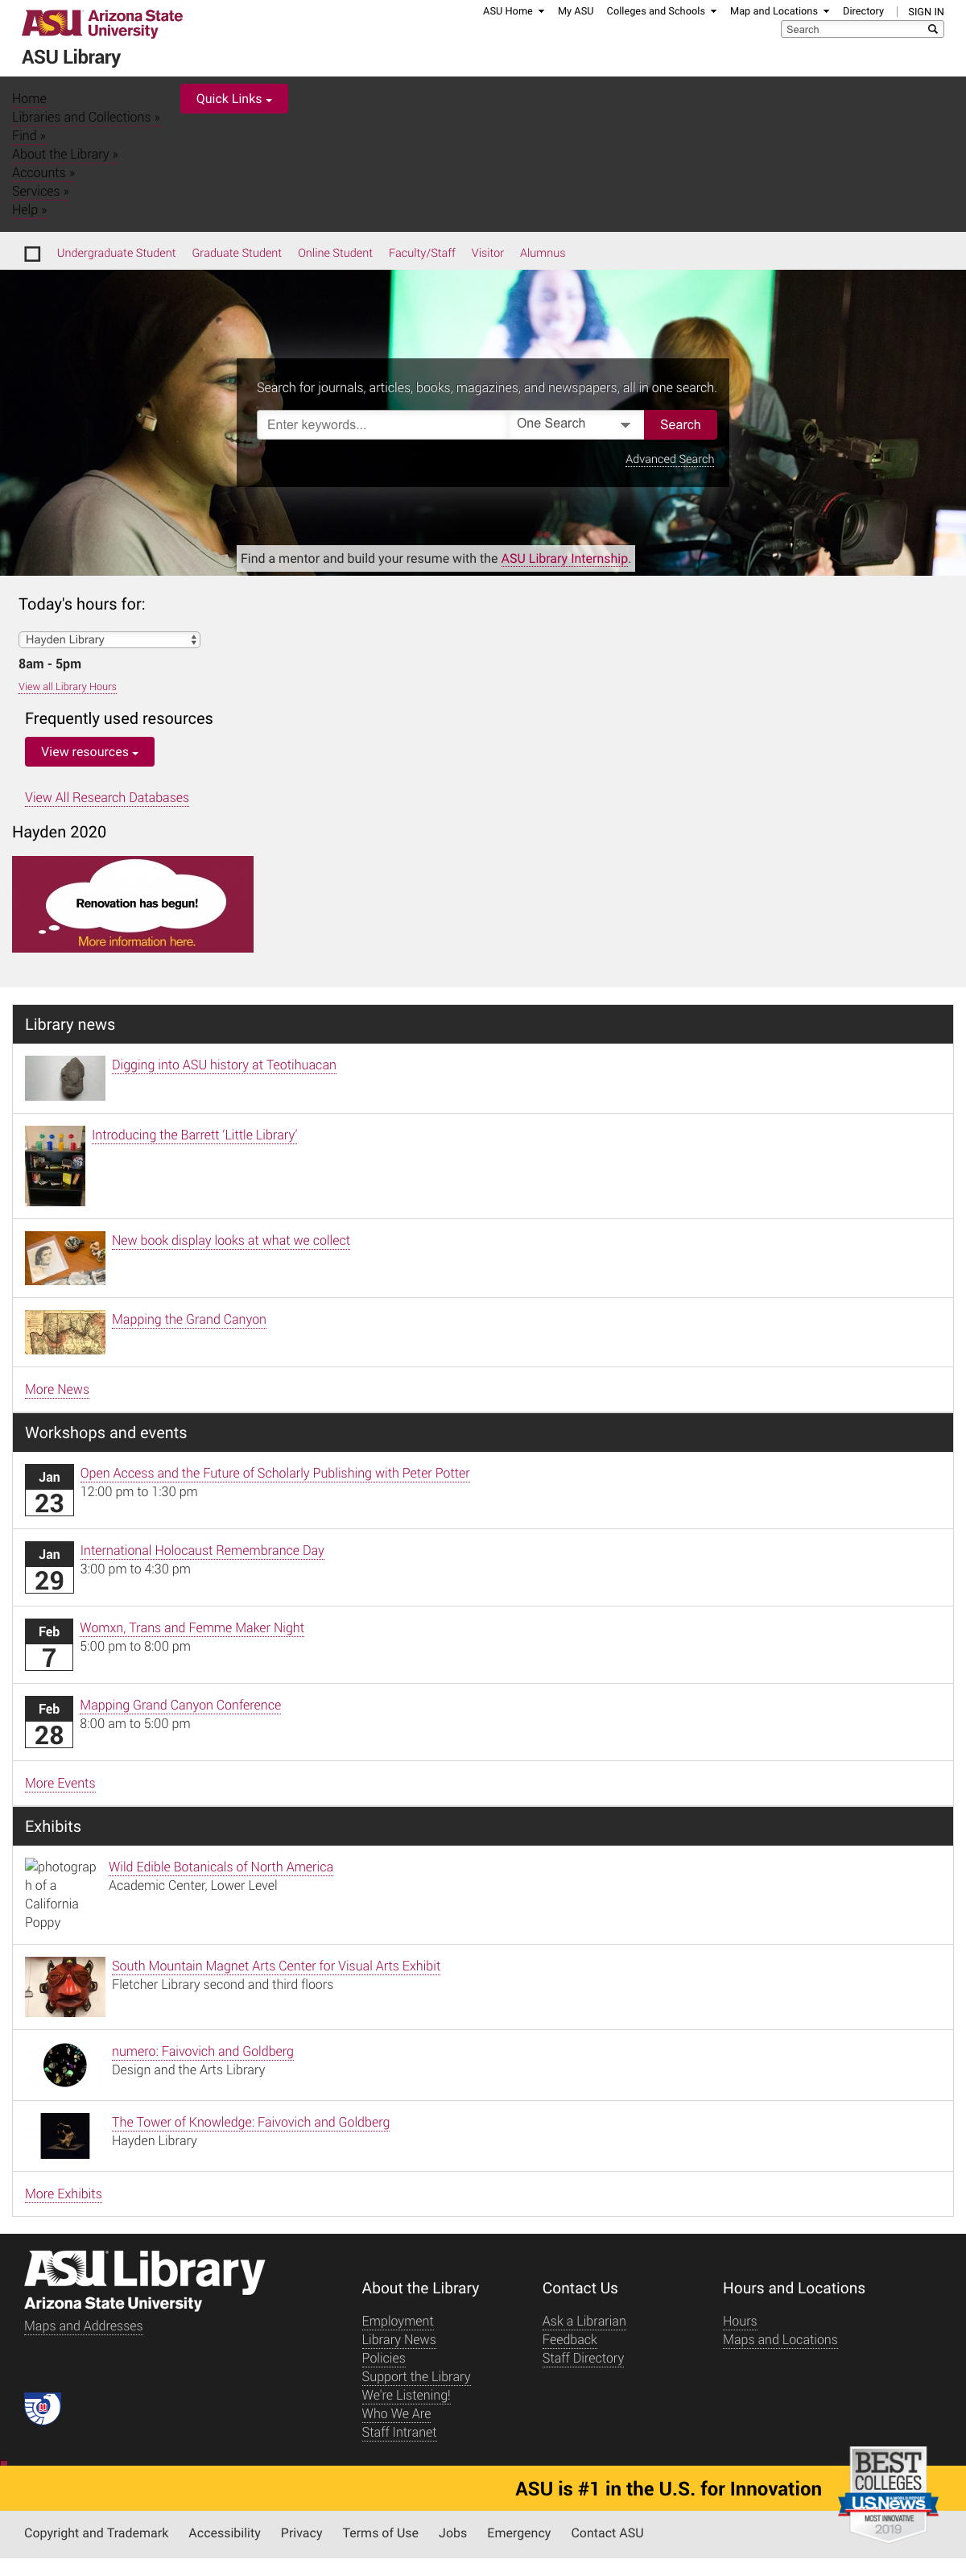 ASU Arizona State University
ASU Home
My ASU
Colleges and Schools
Map and Locations
Directory
SIGN IN
Search
ASU Library
Home
Libraries and Collections »
Find »
About the Library »
Accounts »
Services »
Help »
Quick Links
Undergraduate Student
Graduate Student
Online Student
Faculty/Staff
Visitor
Alumnus
Search for journals, articles, books, magazines, and newspapers, all in one search.
Enter keywords...
One Search
Search
Advanced Search
Find a mentor and build your resume with the ASU Library Internship.
Today's hours for:
Hayden Library
8am - 5pm
View all Library Hours
Frequently used resources
View resources
View All Research Databases
Hayden 2020
Renovation has begun!
More information here.
Library news
Digging into ASU history at Teotihuacan
Introducing the Barrett ‘Little Library’
New book display looks at what we collect
Mapping the Grand Canyon
More News
Workshops and events
Jan
23
Open Access and the Future of Scholarly Publishing with Peter Potter
12:00 pm to 1:30 pm
Jan
29
International Holocaust Remembrance Day
3:00 pm to 4:30 pm
Feb
7
Womxn, Trans and Femme Maker Night
5:00 pm to 8:00 pm
Feb
28
Mapping Grand Canyon Conference
8:00 am to 5:00 pm
More Events
Exhibits
photograp
h of a
California
Poppy
Wild Edible Botanicals of North America
Academic Center, Lower Level
South Mountain Magnet Arts Center for Visual Arts Exhibit
Fletcher Library second and third floors
numero: Faivovich and Goldberg
Design and the Arts Library
The Tower of Knowledge: Faivovich and Goldberg
Hayden Library
More Exhibits
ASU Library
Arizona State University
Maps and Addresses
About the Library
Employment
Library News
Policies
Support the Library
We're Listening!
Who We Are
Staff Intranet
Contact Us
Ask a Librarian
Feedback
Staff Directory
Hours and Locations
Hours
Maps and Locations
ASU is #1 in the U.S. for Innovation
BEST
COLLEGES
U.S.News
MOST INNOVATIVE
2019
Copyright and Trademark
Accessibility
Privacy
Terms of Use
Jobs
Emergency
Contact ASU